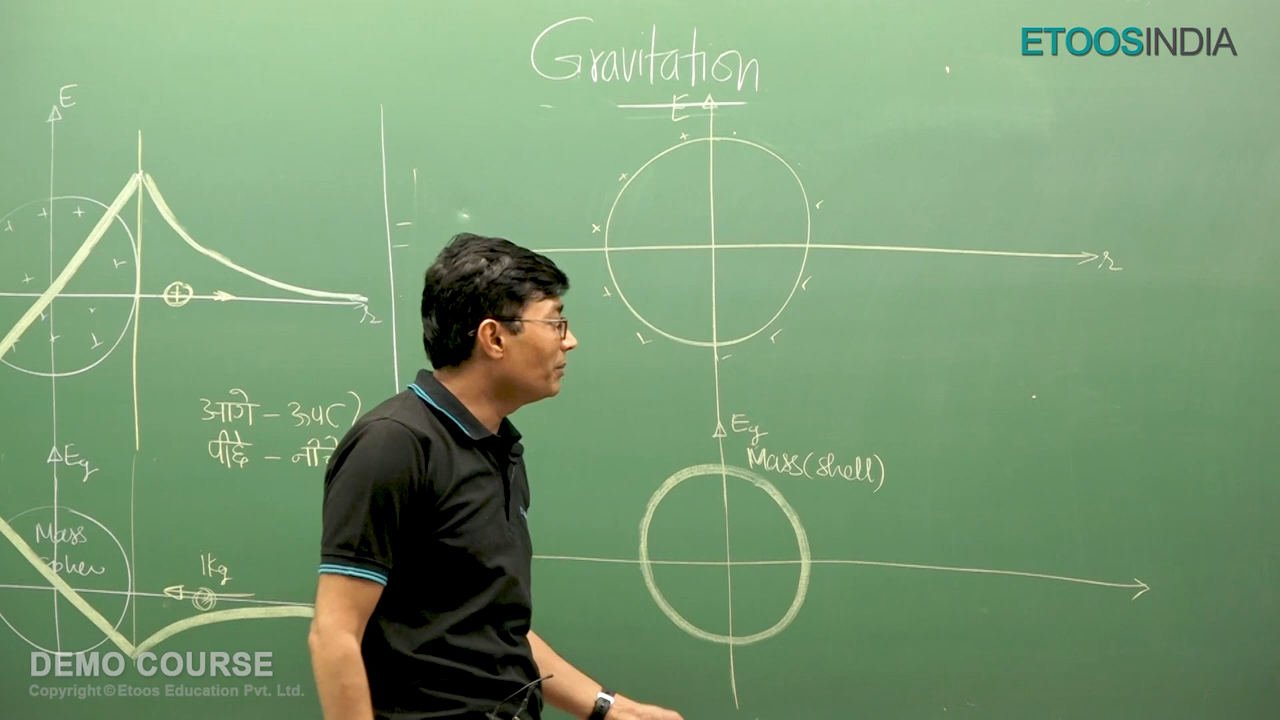 ETOOSINDIA
Gravitation
E
E
r
r
आगे – ऊपर
पीछे – नीचे
Eg
Mass
1kg
Eg
Mass (shell)
DEMO COURSE
Copyright © Etoos Education Pvt. Ltd.